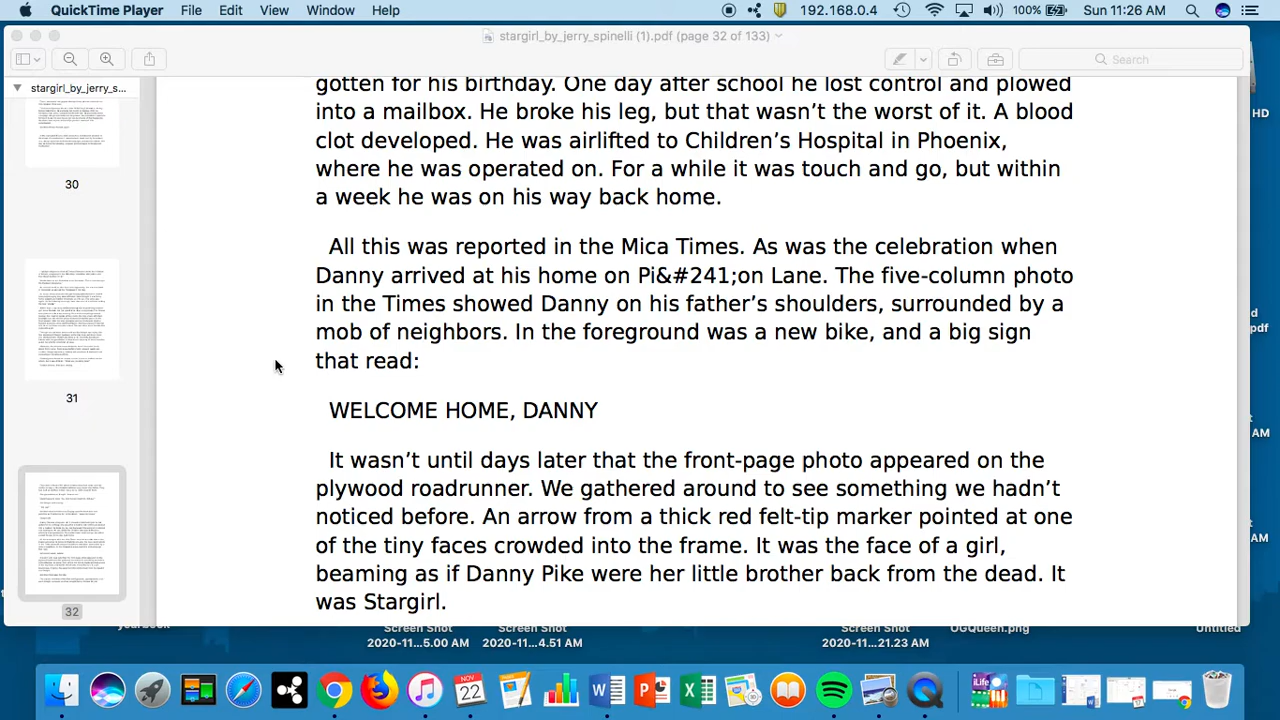 QuickTime Player File Edit View Window Help 192.168.0.4 100% Sun 11:26 AM
stargirl_by_jerry_spinelli (1).pdf (page 32 of 133)
Search
stargirl_by_jerry_s...
30
31
32
gotten for his birthday. One day after school he lost control and plowed
into a mailbox. He broke his leg, but that wasn’t the worst of it. A blood
clot developed. He was airlifted to Children’s Hospital in Phoenix,
where he was operated on. For a while it was touch and go, but within
a week he was on his way back home.
All this was reported in the Mica Times. As was the celebration when
Danny arrived at his home on Pi&#241;on Lane. The five-column photo
in the Times showed Danny on his father’s shoulders, surrounded by a
mob of neighbors. In the foreground was a new bike, and a big sign
that read:
WELCOME HOME, DANNY
It wasn’t until days later that the front-page photo appeared on the
plywood roadrunner. We gathered around to see something we hadn’t
noticed before. An arrow from a thick red felt-tip marker pointed at one
of the tiny faces crowded into the frame. It was the face of a girl,
beaming as if Danny Pike were her little brother back from the dead. It
was Stargirl.
HD
.pdf
AM
AM
yearbook
Screen Shot
2020-11...5.00 AM
Screen Shot
2020-11...4.51 AM
Screen Shot
2020-11...21.23 AM
OGQueen.png
Untitled
NOV
22
iLife